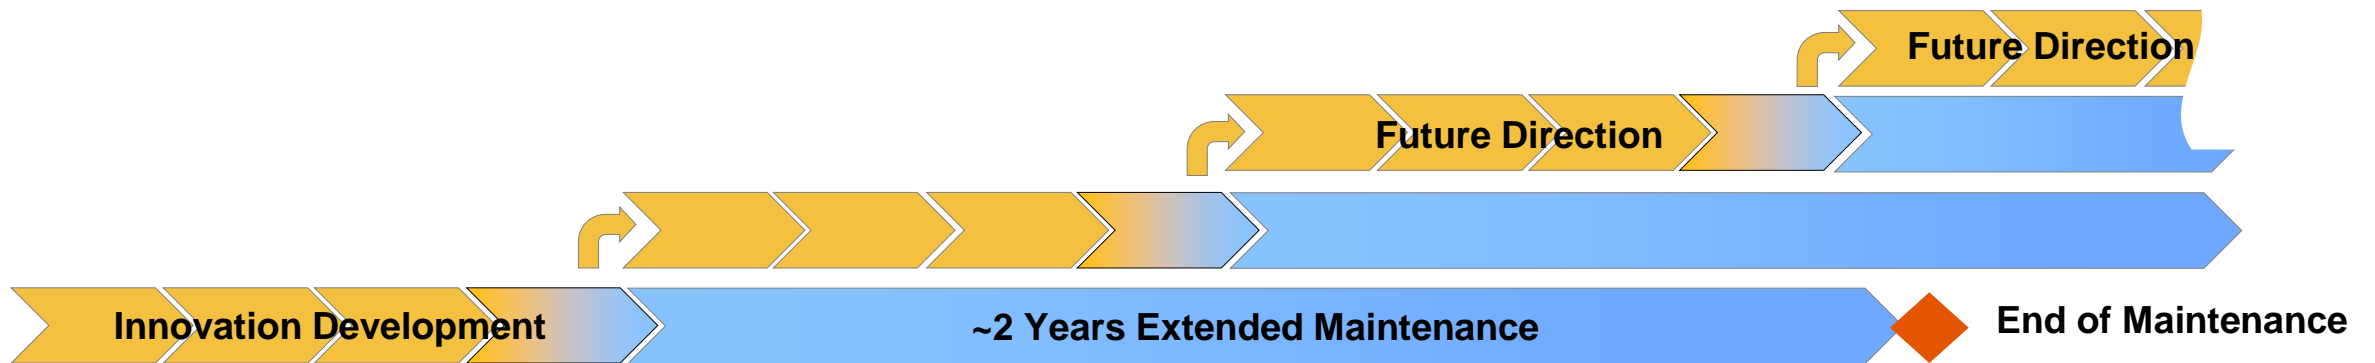 Future Direction
Future Direction
Innovation Development
~2 Years Extended Maintenance
End of Maintenance